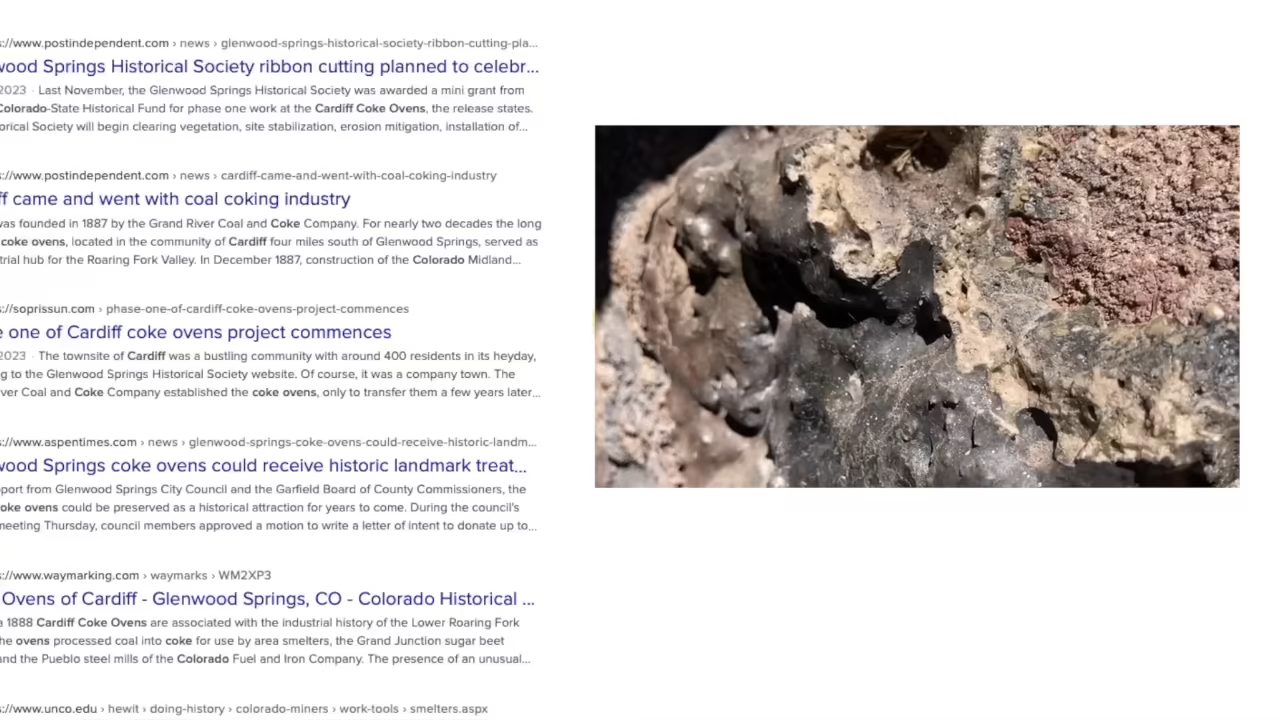 s://www.postindependent.com › news › glenwood-springs-historical-society-ribbon-cutting-pla...
wood Springs Historical Society ribbon cutting planned to celebr...
2023 · Last November, the Glenwood Springs Historical Society was awarded a mini grant from
Colorado-State Historical Fund for phase one work at the Cardiff Coke Ovens, the release states.
orical Society will begin clearing vegetation, site stabilization, erosion mitigation, installation of...
s://www.postindependent.com › news › cardiff-came-and-went-with-coal-coking-industry
ff came and went with coal coking industry
was founded in 1887 by the Grand River Coal and Coke Company. For nearly two decades the long
coke ovens, located in the community of Cardiff four miles south of Glenwood Springs, served as
trial hub for the Roaring Fork Valley. In December 1887, construction of the Colorado Midland...
s://soprissun.com › phase-one-of-cardiff-coke-ovens-project-commences
e one of Cardiff coke ovens project commences
2023 · The townsite of Cardiff was a bustling community with around 400 residents in its heyday,
g to the Glenwood Springs Historical Society website. Of course, it was a company town. The
ver Coal and Coke Company established the coke ovens, only to transfer them a few years later...
s://www.aspentimes.com › news › glenwood-springs-coke-ovens-could-receive-historic-landm...
wood Springs coke ovens could receive historic landmark treat...
port from Glenwood Springs City Council and the Garfield Board of County Commissioners, the
oke ovens could be preserved as a historical attraction for years to come. During the council's
meeting Thursday, council members approved a motion to write a letter of intent to donate up to...
s://www.waymarking.com › waymarks › WM2XP3
Ovens of Cardiff - Glenwood Springs, CO - Colorado Historical ...
a 1888 Cardiff Coke Ovens are associated with the industrial history of the Lower Roaring Fork
he ovens processed coal into coke for use by area smelters, the Grand Junction sugar beet
and the Pueblo steel mills of the Colorado Fuel and Iron Company. The presence of an unusual...
s://www.unco.edu › hewit › doing-history › colorado-miners › work-tools › smelters.aspx